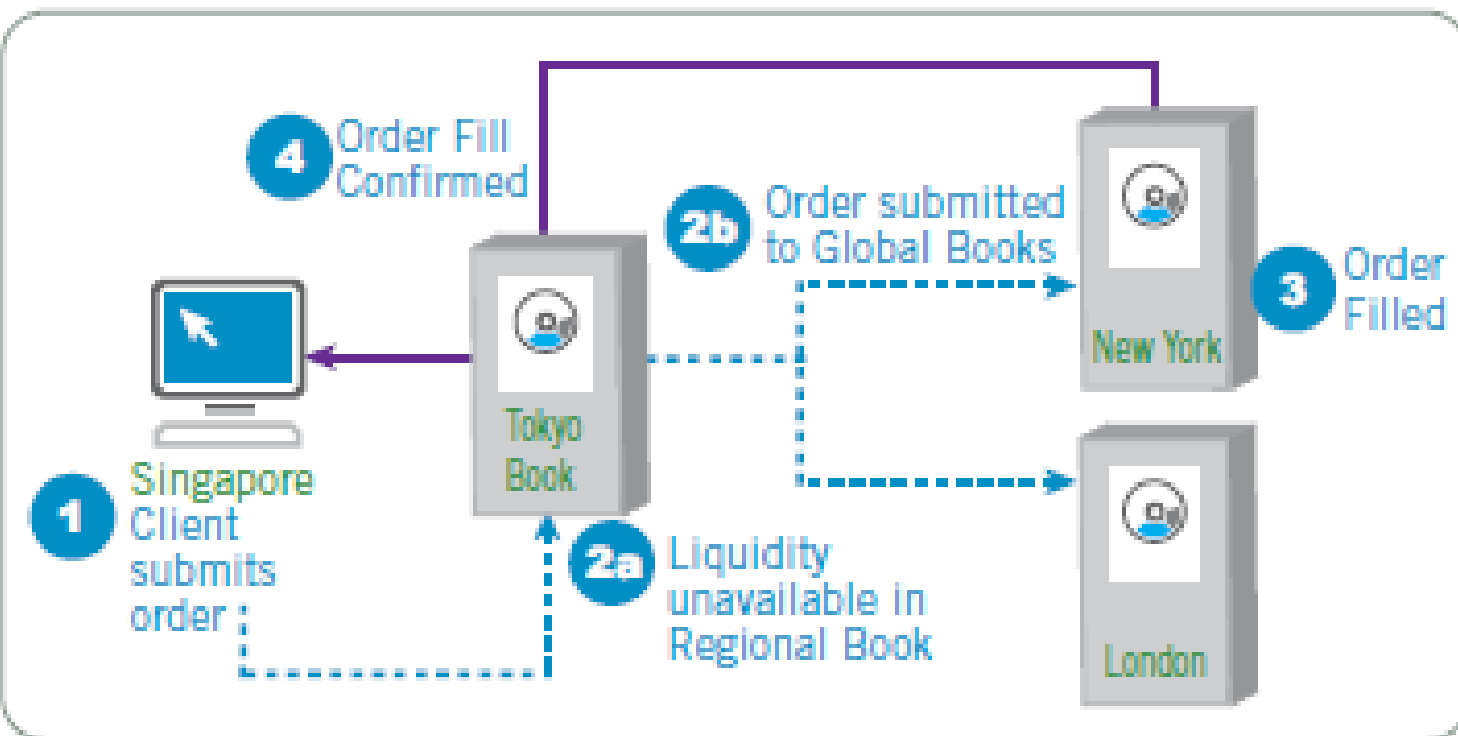 4
Order Fill
Confirmed
2b
Order submitted
to Global Books
3
Order
Filled
New York
Tokyo
Book
1
Singapore
Client
submits
order
2a
Liquidity
unavailable in
Regional Book
London